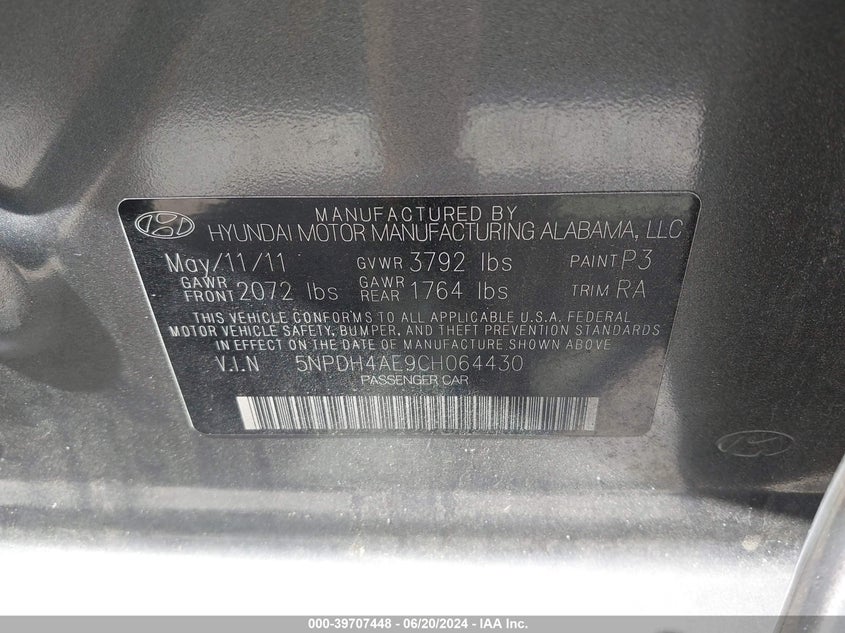 MANUFACTURED BY
HYUNDAI MOTOR MANUFACTURING ALABAMA, LLC
May/11/11 GVWR 3792 lbs PAINT P3
GAWR FRONT 2072 lbs GAWR REAR 1764 lbs TRIM RA
THIS VEHICLE CONFORMS TO ALL APPLICABLE U.S.A. FEDERAL
MOTOR VEHICLE SAFETY, BUMPER, AND THEFT PREVENTION STANDARDS
IN EFFECT ON THE DATE OF MANUFACTURE SHOWN ABOVE
V.I.N 5NPDH4AE9CH064430
PASSENGER CAR
000-39707448 - 06/20/2024 - IAA Inc.